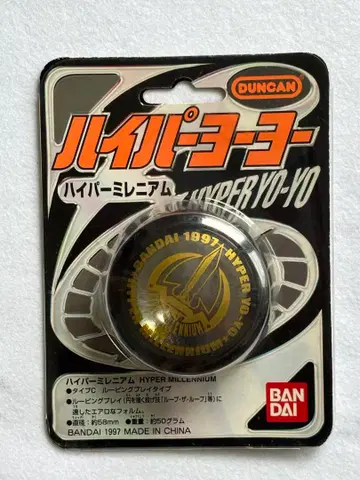 DUNCAN
ハイパーヨーヨー
ハイパーミレニアム
HYPER YO-YO
BANDAI 1997・HYPER YO-YO
ハイパーミレニアム HYPER MILLENNIUM
●タイプC ルーピングプレイタイプ
●ルーピングプレイ(円を描く投げ技「ループ・ザ・ループ」等)に
適したエアロなフォルム。
●直径:約58mm ●重量:約50グラム
BANDAI 1997 MADE IN CHINA
BAN
DAI